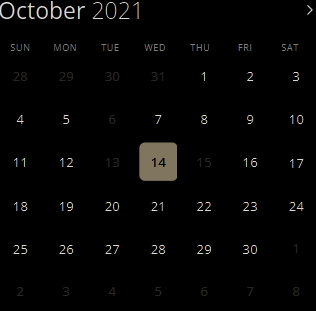 October 2021
SUN MON TUE WED THU FRI SAT
28 29 30 31 1 2 3
4 5 6 7 8 9 10
11 12 13 14 15 16 17
18 19 20 21 22 23 24
25 26 27 28 29 30 1
2 3 4 5 6 7 8